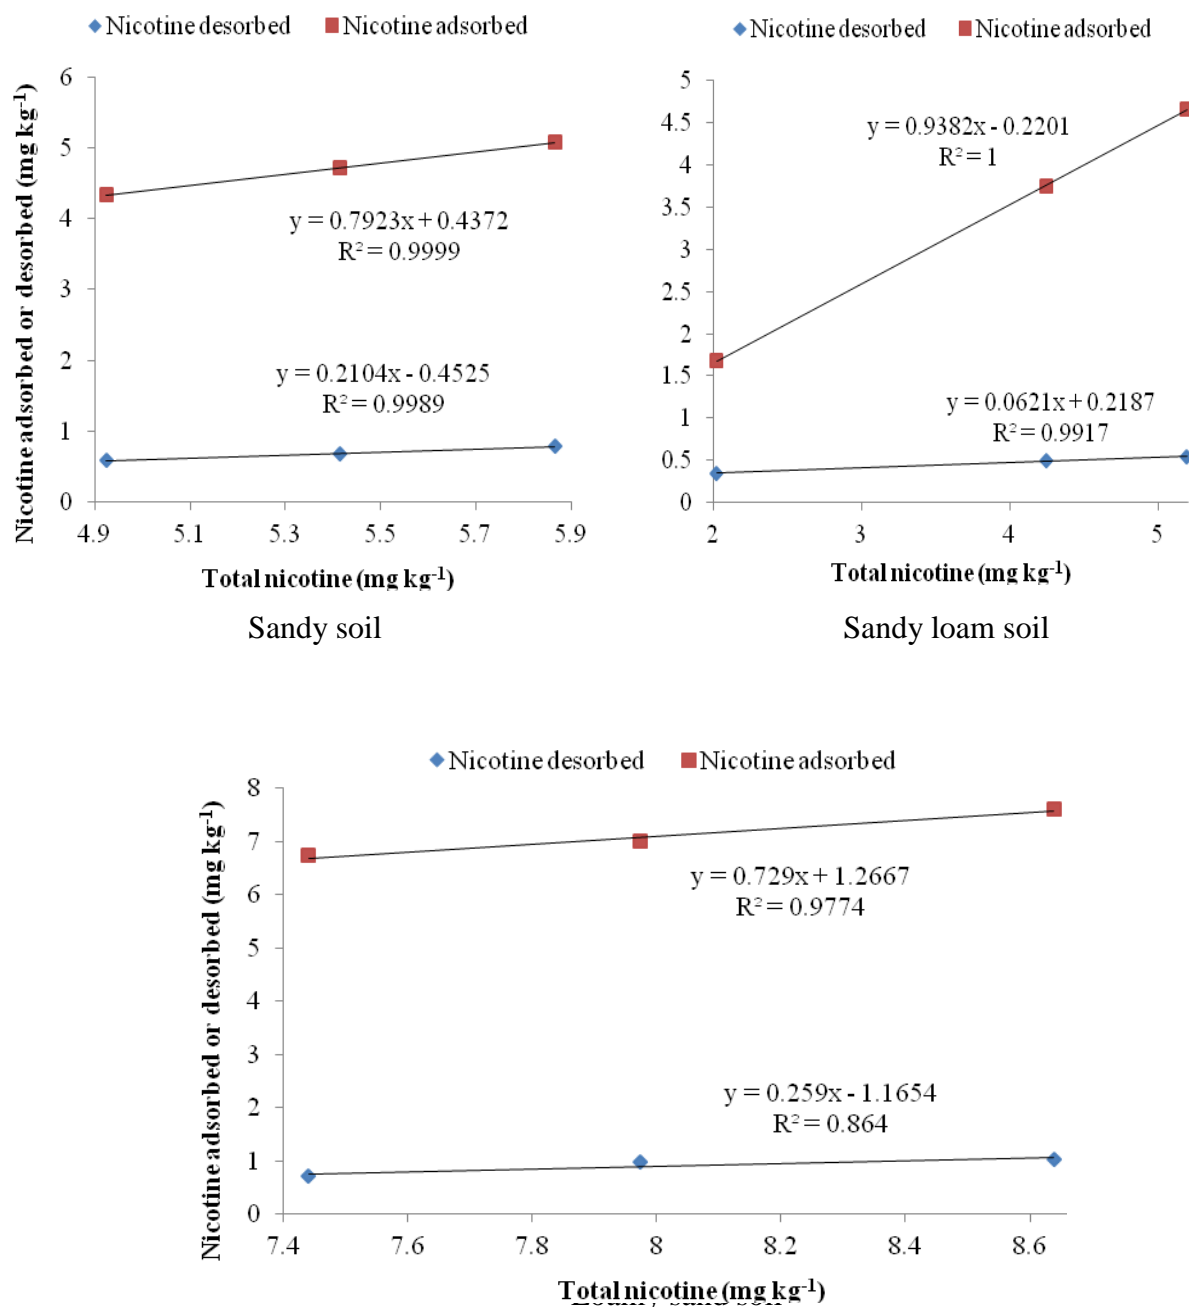 Nicotine desorbed Nicotine adsorbed
Nicotine adsorbed or desorbed (mg kg-1)
6
5
4
3
2
1
0
y = 0.7923x + 0.4372
R² = 0.9999
y = 0.2104x - 0.4525
R² = 0.9989
4.9 5.1 5.3 5.5 5.7 5.9
Total nicotine (mg kg-1)
Sandy soil
Nicotine desorbed Nicotine adsorbed
5
4.5
4
3.5
3
2.5
2
1.5
1
0.5
0
y = 0.9382x - 0.2201
R² = 1
y = 0.0621x + 0.2187
R² = 0.9917
2 3 4 5
Total nicotine (mg kg-1)
Sandy loam soil
Nicotine desorbed Nicotine adsorbed
Nicotine adsorbed or desorbed (mg kg-1)
8
7
6
5
4
3
2
1
0
y = 0.729x + 1.2667
R² = 0.9774
y = 0.259x - 1.1654
R² = 0.864
7.4 7.6 7.8 8 8.2 8.4 8.6
Total nicotine (mg kg-1)